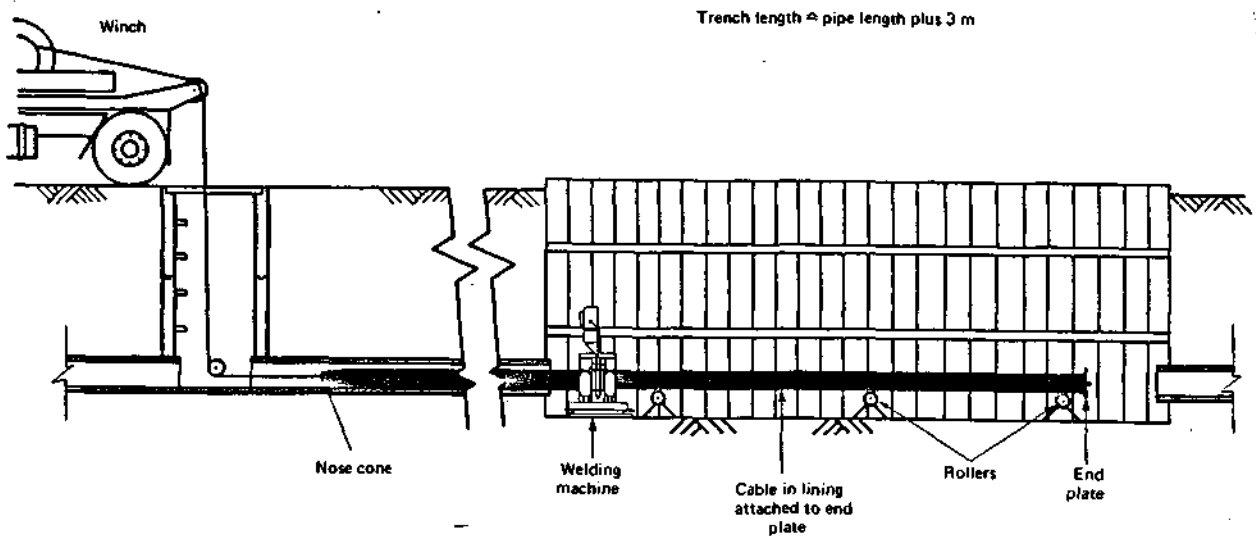 Winch
Trench length ≏ pipe length plus 3 m
Nose cone
Welding
machine
Cable in lining
attached to end
plate
Rollers
End
plate